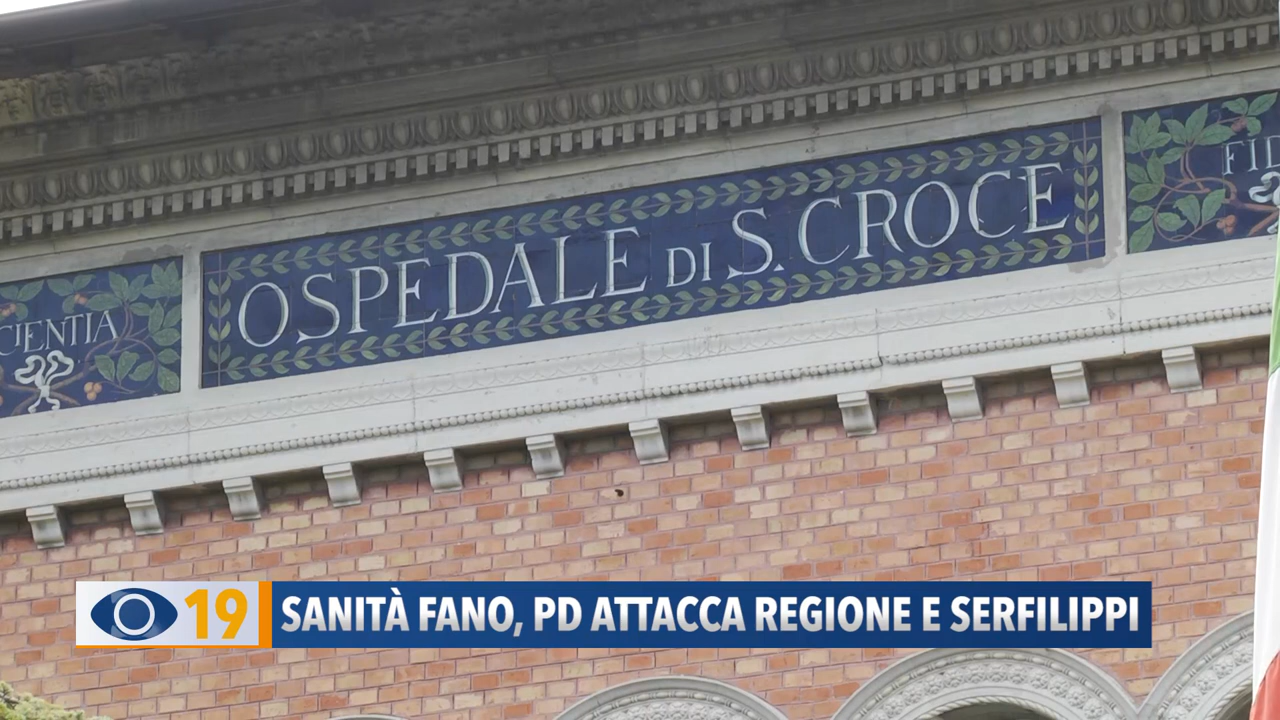 OSPEDALE DI S. CROCE
CIENTIA
FI
19
SANITÀ FANO, PD ATTACCA REGIONE E SERFILIPPI